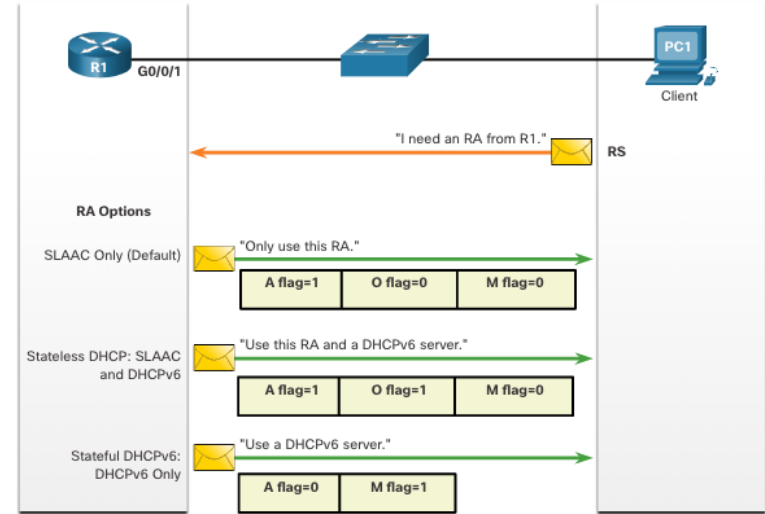 R1
G0/0/1
PC1
Client
"I need an RA from R1."
RS
RA Options
SLAAC Only (Default)
"Only use this RA."
A flag=1 O flag=0 M flag=0
Stateless DHCP: SLAAC
and DHCPv6
"Use this RA and a DHCPv6 server."
A flag=1 O flag=1 M flag=0
Stateful DHCPv6:
DHCPv6 Only
"Use a DHCPv6 server."
A flag=0 M flag=1